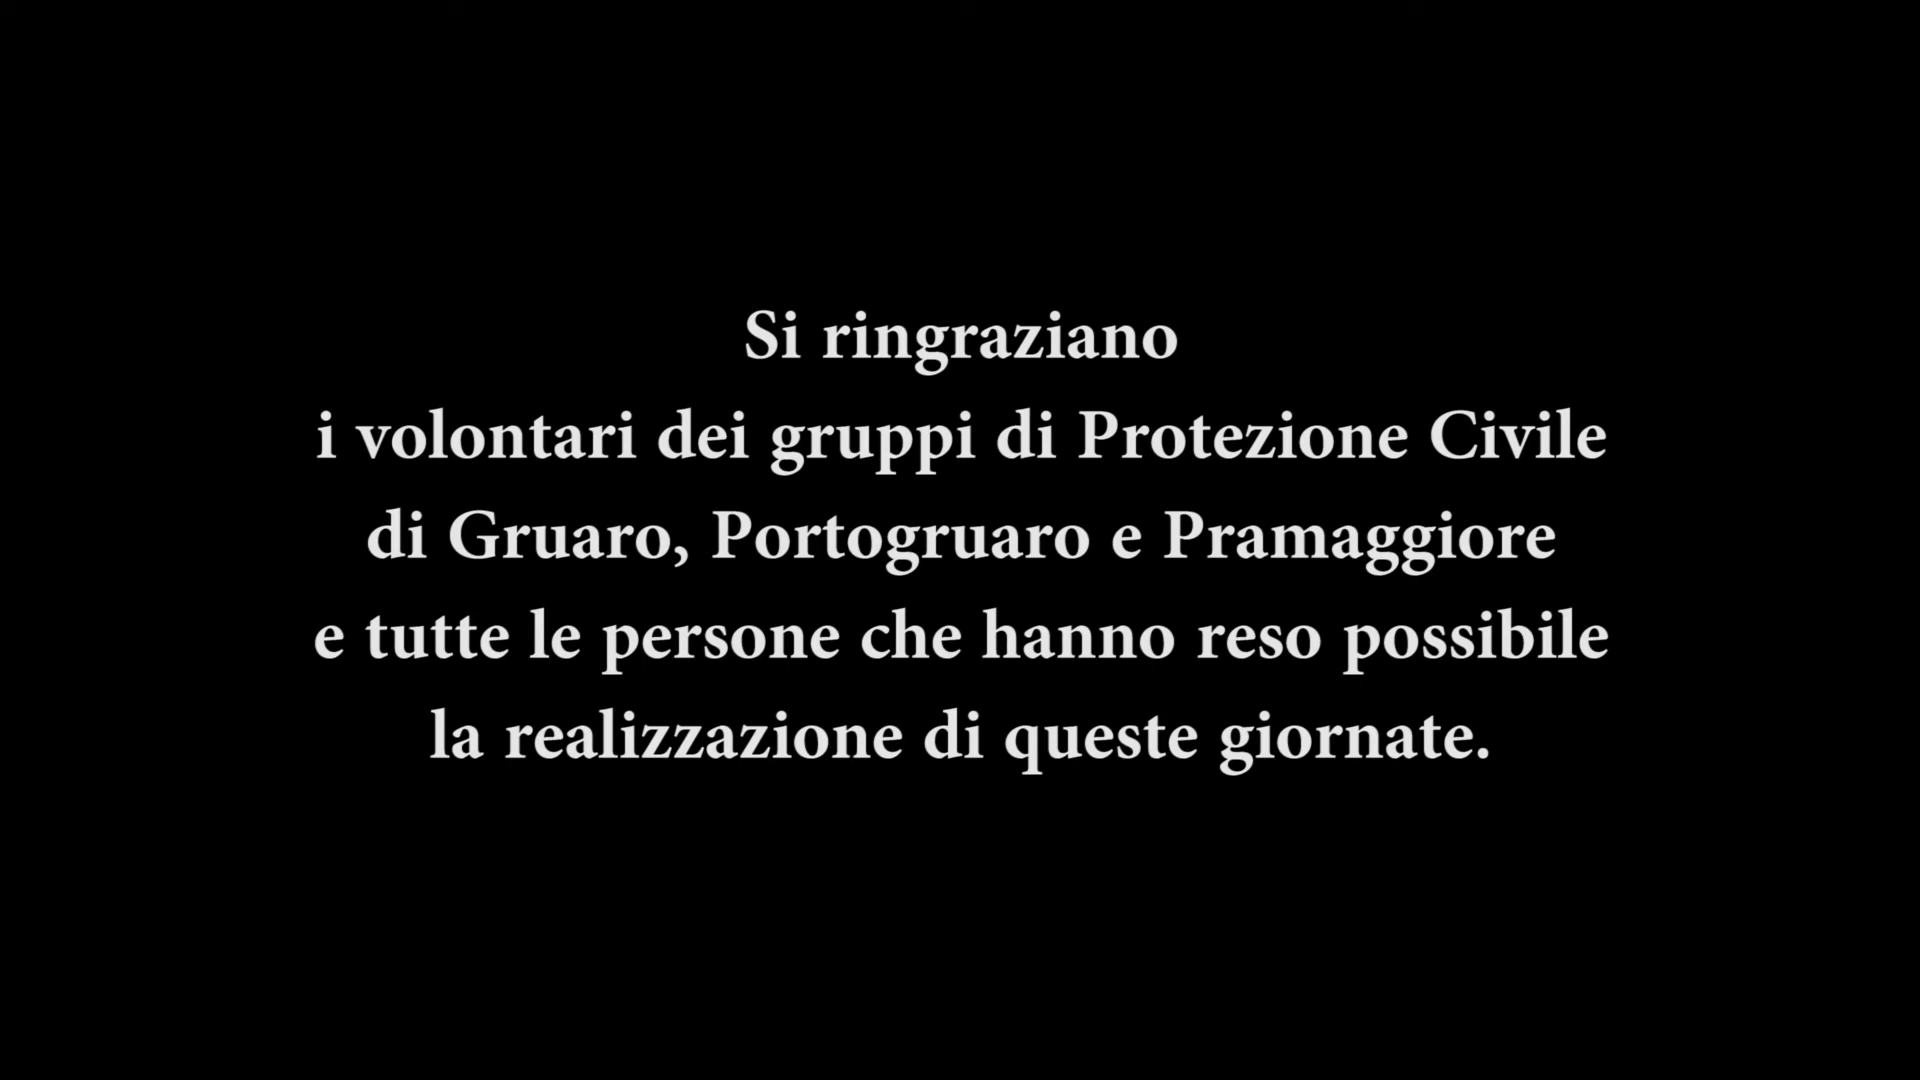 Si ringraziano
i volontari dei gruppi di Protezione Civile
di Gruaro, Portogruaro e Pramaggiore
e tutte le persone che hanno reso possibile
la realizzazione di queste giornate.